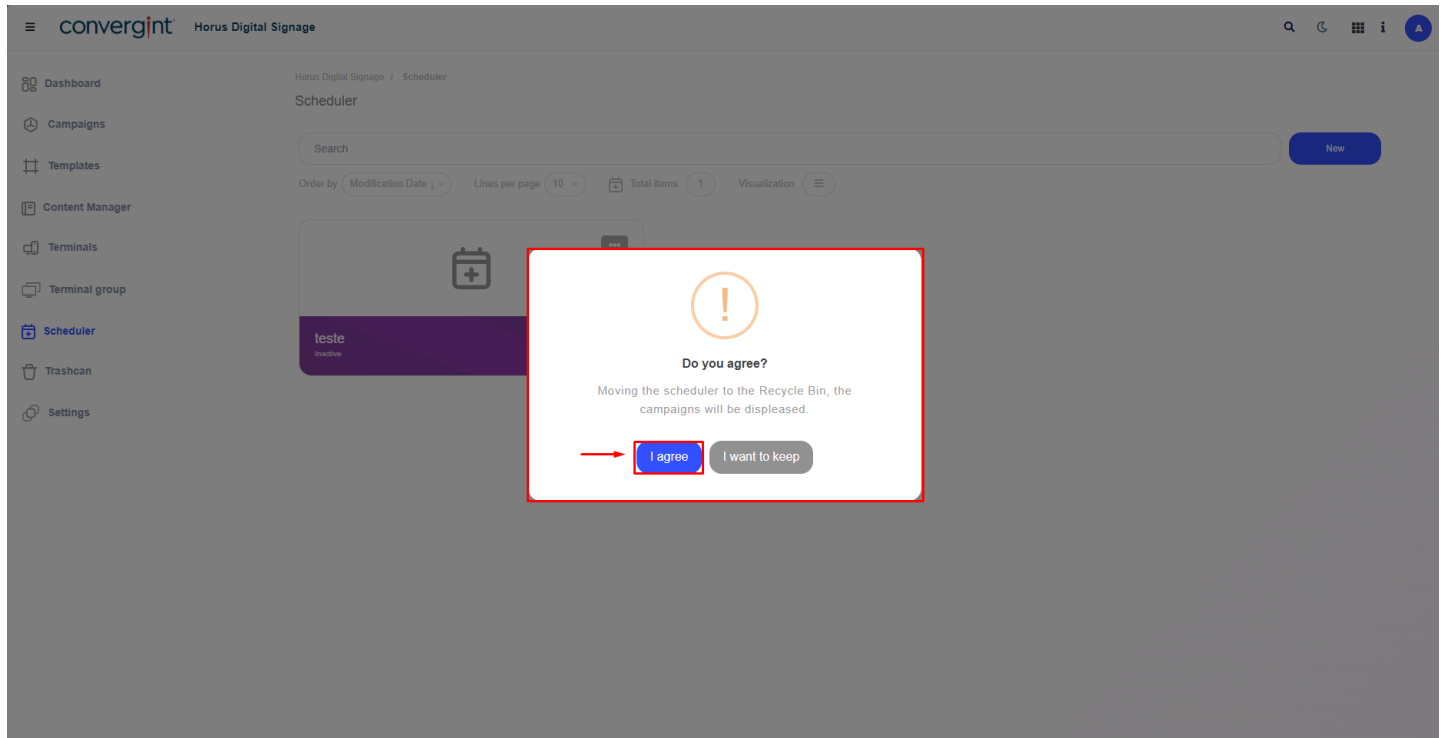 convergint Horus Digital Signage
i A
Dashboard
Campaigns
Templates
Content Manager
Terminals
Terminal group
Scheduler
Trashcan
Settings
Horus Digital Signage / Scheduler
Scheduler
Search
New
Order by Modification Date ↓ Lines per page 10 Total Items 1 Visualization
teste
Inactive
!
Do you agree?
Moving the scheduler to the Recycle Bin, the
campaigns will be displeased.
I agree I want to keep